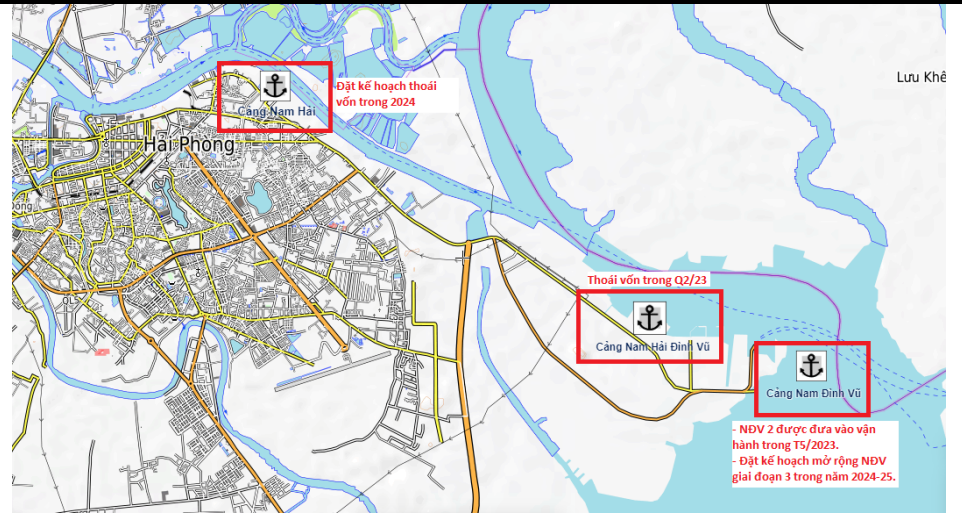 Lưu Khê
Đặt kế hoạch thoái
vốn trong 2024
Cảng Nam Hải
Hải Phòng
Thoái vốn trong Q2/23
Cảng Nam Hải Đình Vũ
Cảng Nam Đình Vũ
- NĐV 2 được đưa vào vận
hành trong T5/2023.
- Đặt kế hoạch mở rộng NĐV
giai đoạn 3 trong năm 2024-25.